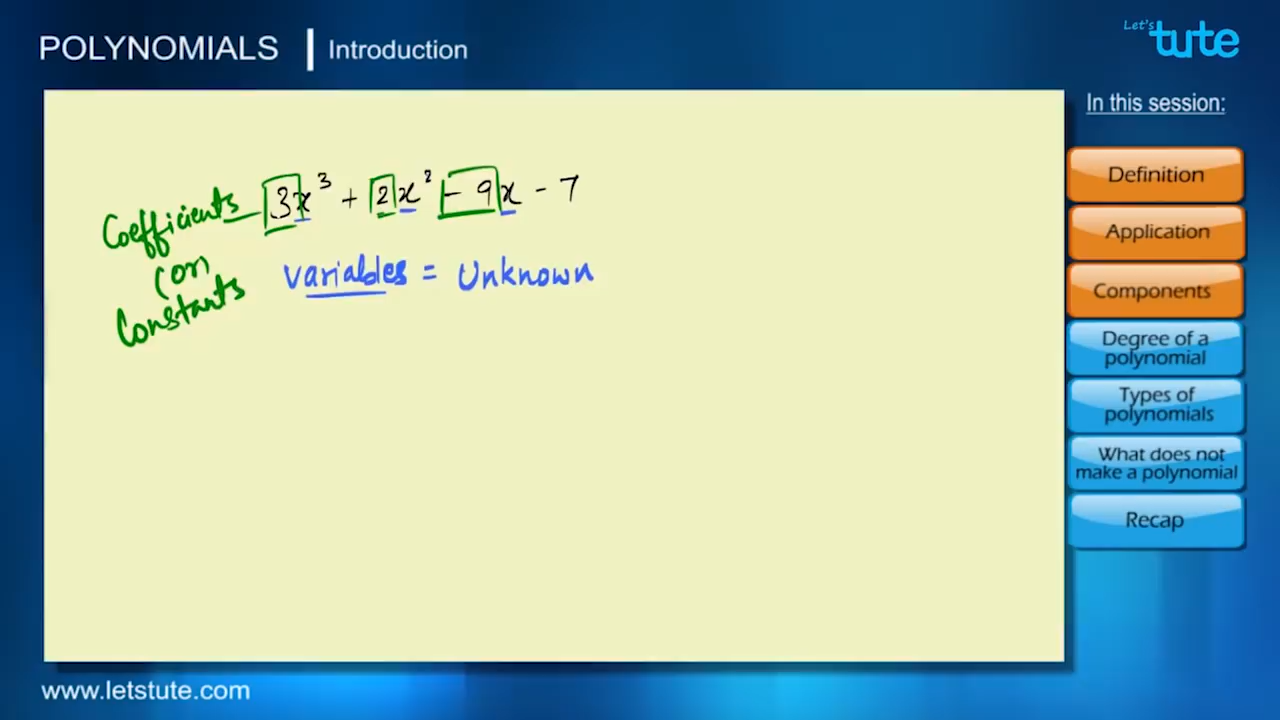 POLYNOMIALS | Introduction
Let's tute
In this session:
Definition
Application
Components
Degree of a
polynomial
Types of
polynomials
What does not
make a polynomial
Recap
3x³ + 2x² - 9x - 7
Coefficients
(or)
Constants
variables = Unknown
www.letstute.com